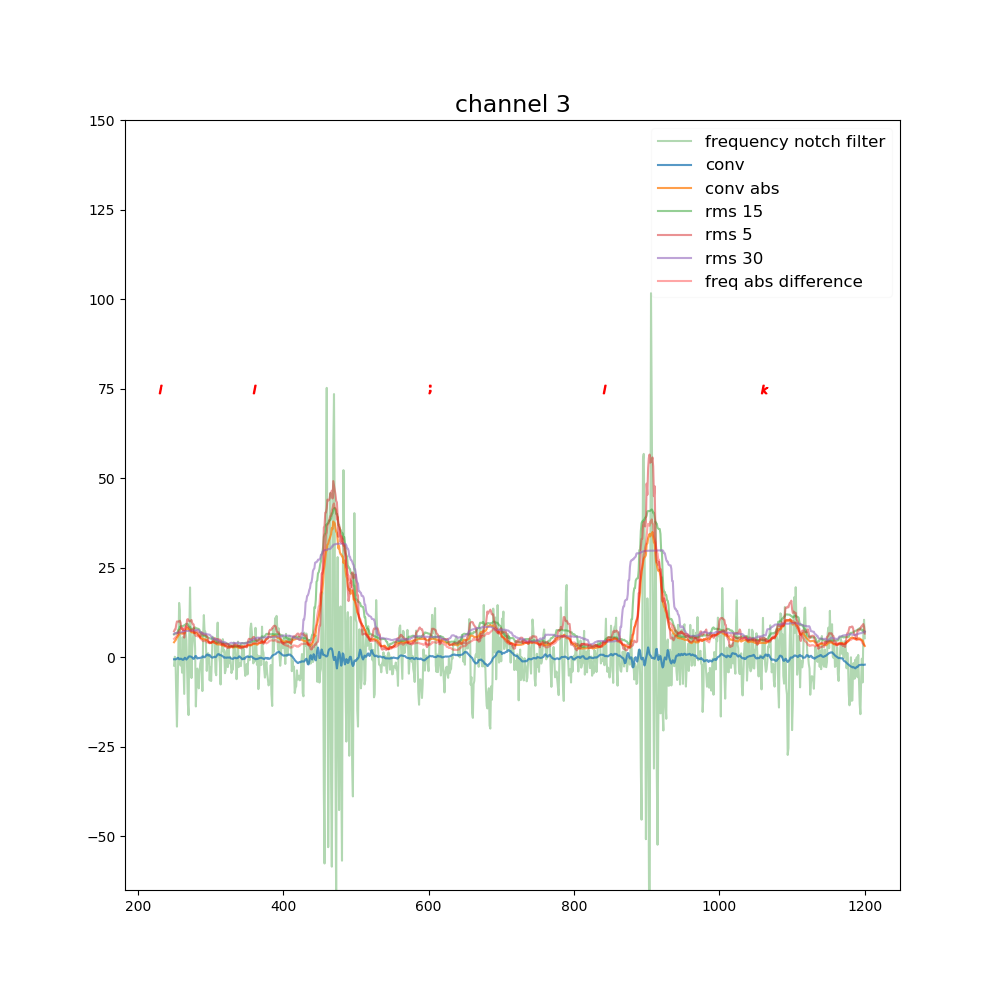 channel 3
150
125
100
75
50
25
0
−25
−50
frequency notch filter
conv
conv abs
rms 15
rms 5
rms 30
freq abs difference
l l ; l k
200 400 600 800 1000 1200